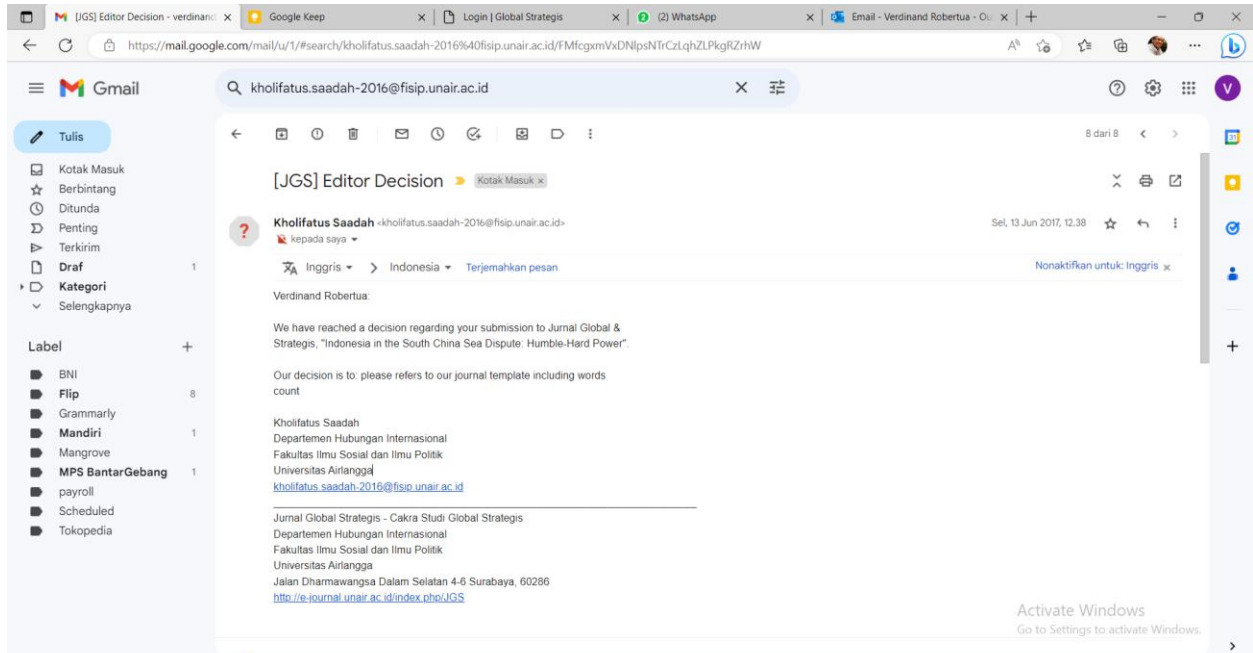 [JGS] Editor Decision - verdinand
Google Keep
Login | Global Strategis
(2) WhatsApp
Email - Verdinand Robertua - Ou
https://mail.google.com/mail/u/1/#search/kholifatus.saadah-2016%40fisip.unair.ac.id/FMfcgxmVxDNlpsNTrCzLqhZLPkgRZrhW
Gmail
kholifatus.saadah-2016@fisip.unair.ac.id
V
Tulis
8 dari 8
Kotak Masuk
Berbintang
Ditunda
Penting
Terkirim
Draf 1
Kategori
Selengkapnya
Label
BNI
Flip 8
Grammarly
Mandiri 1
Mangrove
MPS BantarGebang 1
payroll
Scheduled
Tokopedia
[JGS] Editor Decision Kotak Masuk ×
Kholifatus Saadah <kholifatus.saadah-2016@fisip.unair.ac.id> Sel, 13 Jun 2017, 12.38
kepada saya
Inggris > Indonesia Terjemahkan pesan Nonaktifkan untuk: Inggris ×
Verdinand Robertua:
We have reached a decision regarding your submission to Jurnal Global &
Strategis, "Indonesia in the South China Sea Dispute: Humble-Hard Power".
Our decision is to: please refers to our journal template including words
count
Kholifatus Saadah
Departemen Hubungan Internasional
Fakultas Ilmu Sosial dan Ilmu Politik
Universitas Airlangga
kholifatus.saadah-2016@fisip.unair.ac.id
Jurnal Global Strategis - Cakra Studi Global Strategis
Departemen Hubungan Internasional
Fakultas Ilmu Sosial dan Ilmu Politik
Universitas Airlangga
Jalan Dharmawangsa Dalam Selatan 4-6 Surabaya, 60286
http://e-journal.unair.ac.id/index.php/JGS
Activate Windows
Go to Settings to activate Windows.